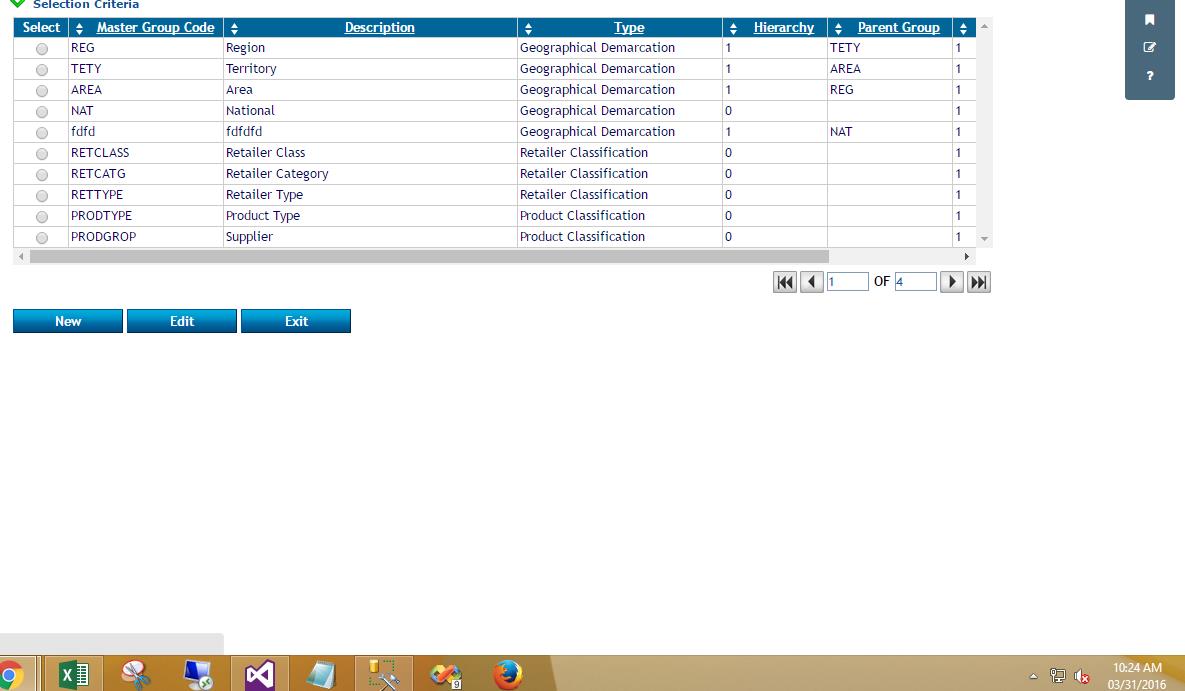 Selection Criteria
Select Master Group Code Description Type Hierarchy Parent Group
REG Region Geographical Demarcation 1 TETY 1
TETY Territory Geographical Demarcation 1 AREA 1
AREA Area Geographical Demarcation 1 REG 1
NAT National Geographical Demarcation 0 1
fdfd fdfdfd Geographical Demarcation 1 NAT 1
RETCLASS Retailer Class Retailer Classification 0 1
RETCATG Retailer Category Retailer Classification 0 1
RETTYPE Retailer Type Retailer Classification 0 1
PRODTYPE Product Type Product Classification 0 1
PRODGROP Supplier Product Classification 0 1
1 OF 4
New Edit Exit
?
9
10:24 AM
03/31/2016